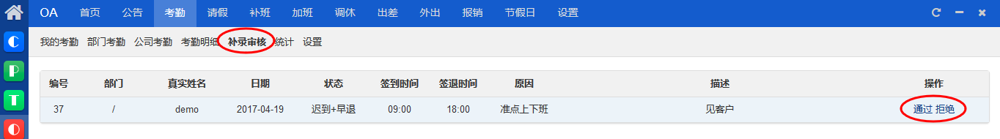 OA 首页 公告 考勤 请假 补班 加班 调休 出差 外出 报销 节假日 设置
我的考勤 部门考勤 公司考勤 考勤明细 补录审核 统计 设置
编号 部门 真实姓名 日期 状态 签到时间 签退时间 原因 描述 操作
37 / demo 2017-04-19 迟到+早退 09:00 18:00 准点上下班 见客户 通过 拒绝